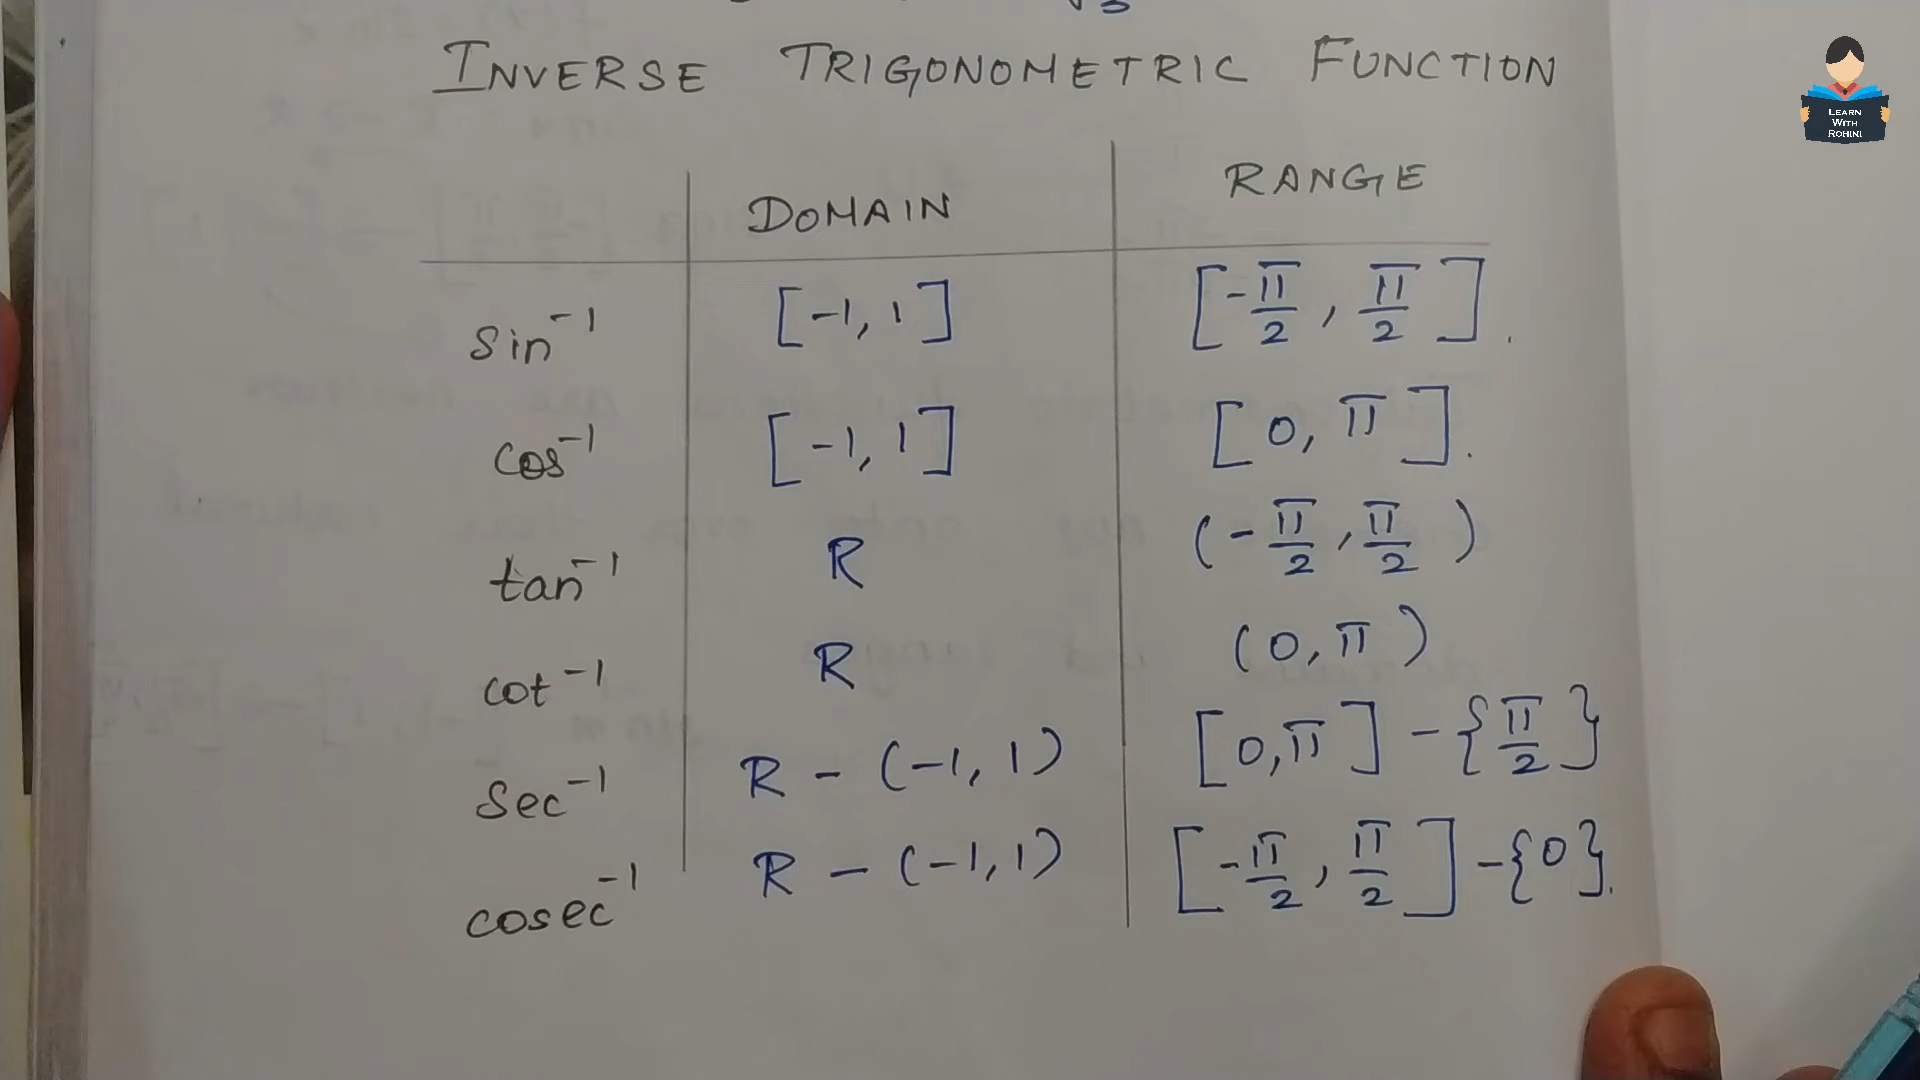 INVERSE TRIGONOMETRIC FUNCTION
LEARN
WITH
ROHINI
DOMAIN RANGE
sin⁻¹ [-1, 1] [-π/2, π/2].
cos⁻¹ [-1, 1] [0, π].
tan⁻¹ R (-π/2, π/2)
cot⁻¹ R (0, π)
sec⁻¹ R - (-1, 1) [0, π] - {π/2}
cosec⁻¹ R - (-1, 1) [-π/2, π/2] - {0}.